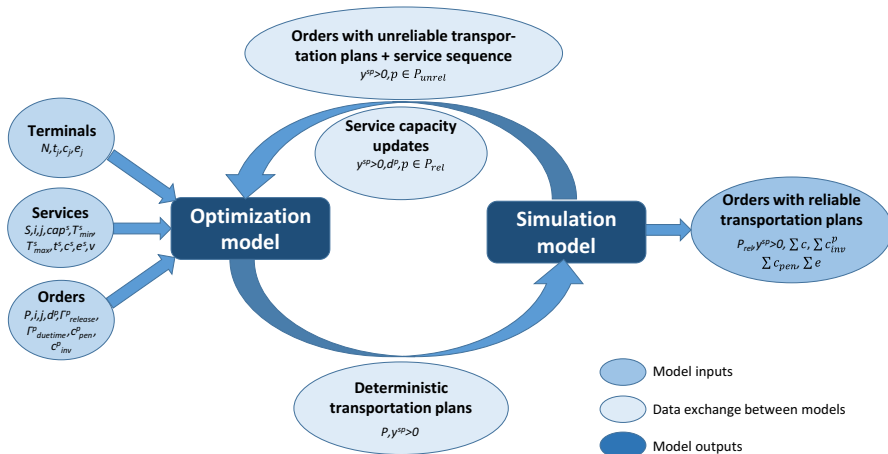 Orders with unreliable transpor-
tation plans + service sequence
y^sp>0,p ∈ P_unrel
Service capacity
updates
y^sp>0,d^p,p ∈ P_rel
Terminals
N,t_j,c_j,e_j
Services
S,i,j,cap^s,T^s_min,
T^s_max,t^s,c^s,e^s,v
Orders
P,i,j,d^p,Γ^p_release,
Γ^p_duetime,c^p_pen,
c^p_inv
Optimization
model
Simulation
model
Orders with reliable
transportation plans
P_rel,y^sp>0, ∑ c, ∑ c^p_inv
∑ c_pen, ∑ e
Deterministic
transportation plans
P,y^sp>0
Model inputs
Data exchange between models
Model outputs